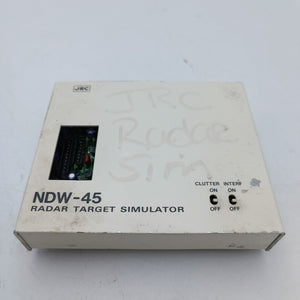 JRC
JRC
Radar
Sim
NDW-45
RADAR TARGET SIMULATOR
CLUTTER INTERF
ON ON
OFF OFF